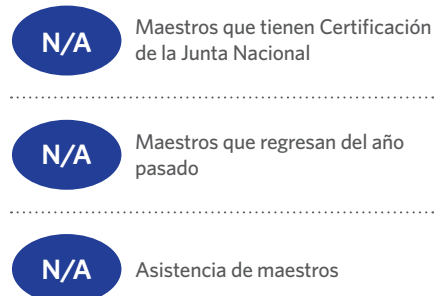 N/A
Maestros que tienen Certificación
de la Junta Nacional
N/A
Maestros que regresan del año
pasado
N/A
Asistencia de maestros